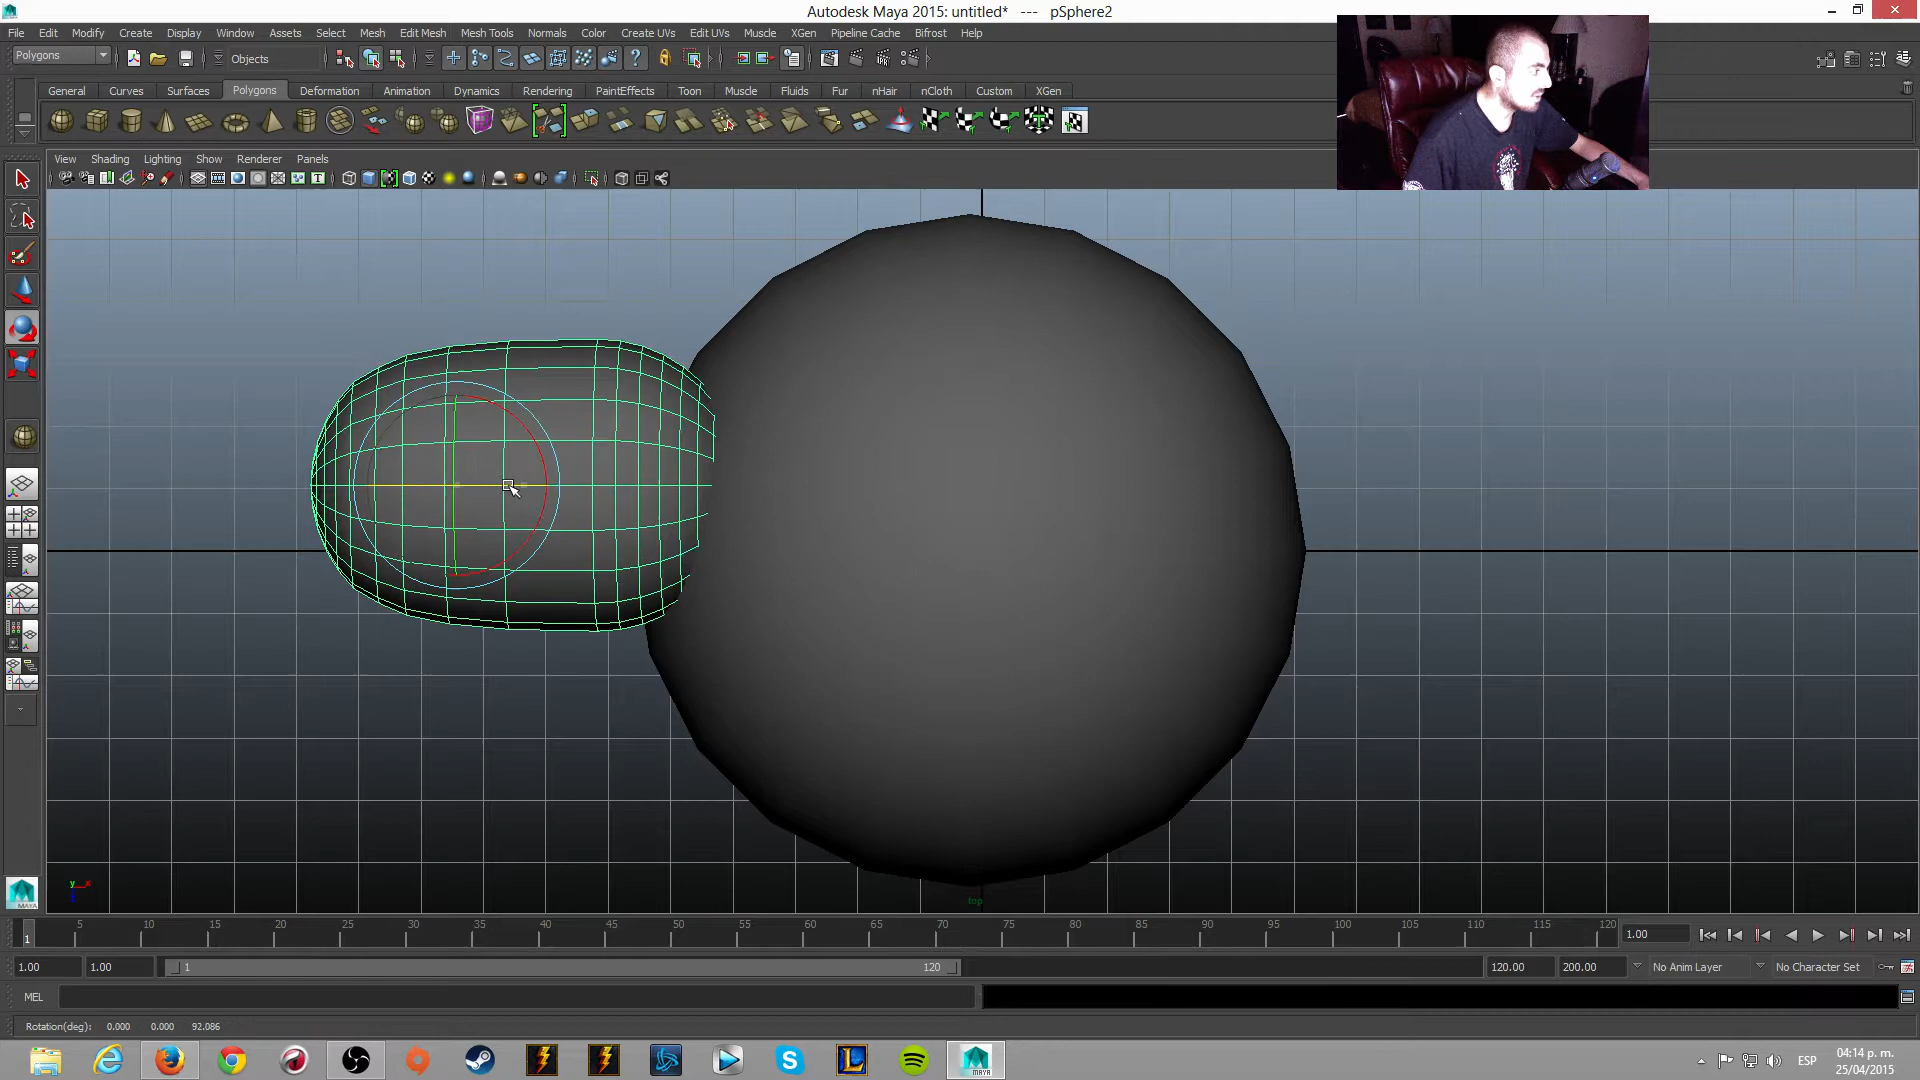 Autodesk Maya 2015: untitled* --- pSphere2
File Edit Modify Create Display Window Assets Select Mesh Edit Mesh Mesh Tools Normals Color Create UVs Edit UVs Muscle XGen Pipeline Cache Bifrost Help
Polygons Objects
General Curves Surfaces Polygons Deformation Animation Dynamics Rendering PaintEffects Toon Muscle Fluids Fur nHair nCloth Custom XGen
View Shading Lighting Show Renderer Panels
y x
top
MAYA
1 5 10 15 20 25 30 35 40 45 50 55 60 65 70 75 80 85 90 95 100 105 110 115 120 1.00
1.00 1.00 1 120 120.00 200.00 No Anim Layer No Character Set
MEL
Rotation(deg): 0.000 0.000 92.086
MAYA ESP 04:14 p. m.
25/04/2015